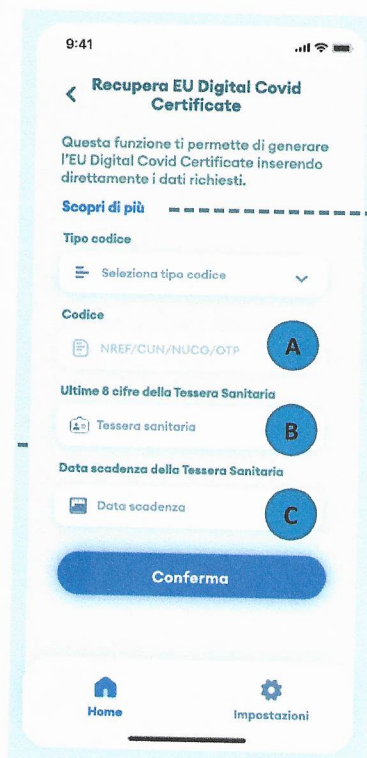 9:41
Recupera EU Digital Covid
Certificate
Questa funzione ti permette di generare
l'EU Digital Covid Certificate inserendo
direttamente i dati richiesti.
Scopri di più
Tipo codice
Seleziona tipo codice
Codice
NREF/CUN/NUCG/OTP
A
Ultime 8 cifre della Tessera Sanitaria
Tessera sanitaria
B
Data scadenza della Tessera Sanitaria
Data scadenza
C
Conferma
Home
Impostazioni